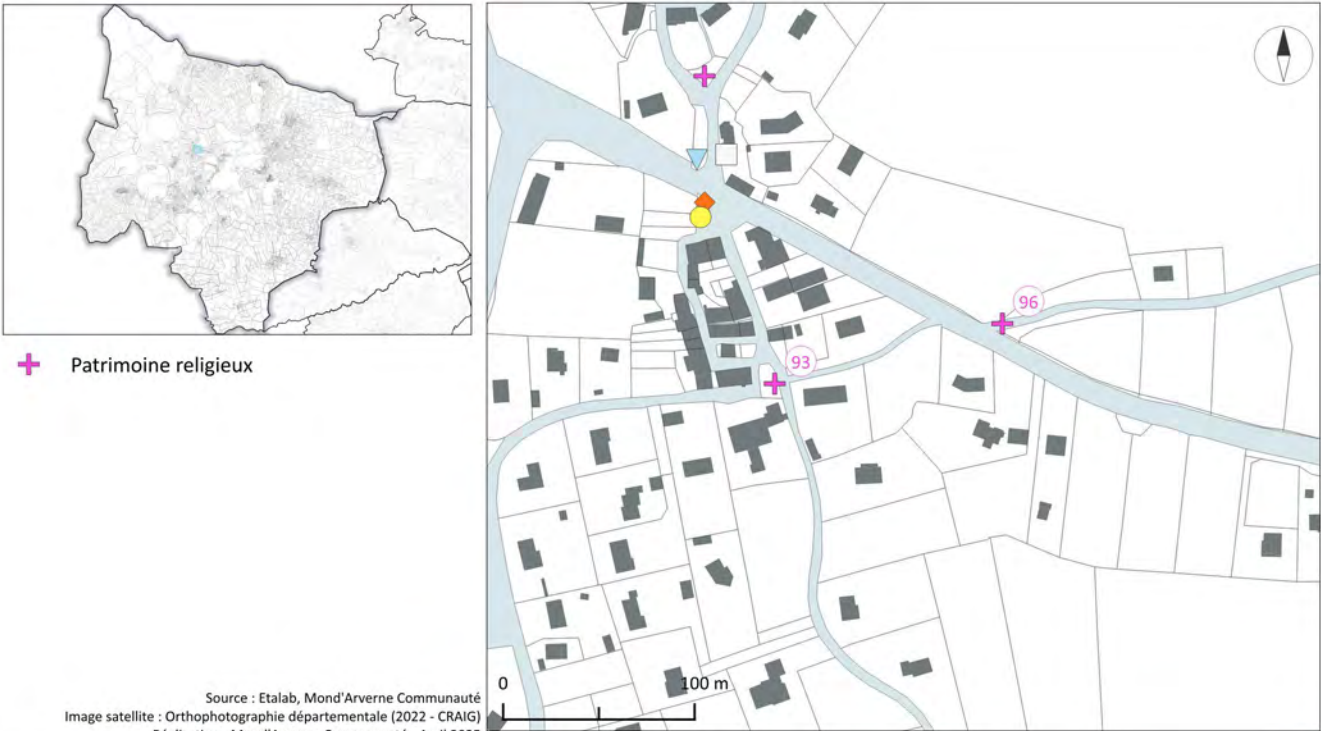 Patrimoine religieux
96
93
0 100 m
Source : Etalab, Mond'Arverne Communauté
Image satellite : Orthophotographie départementale (2022 - CRAIG)